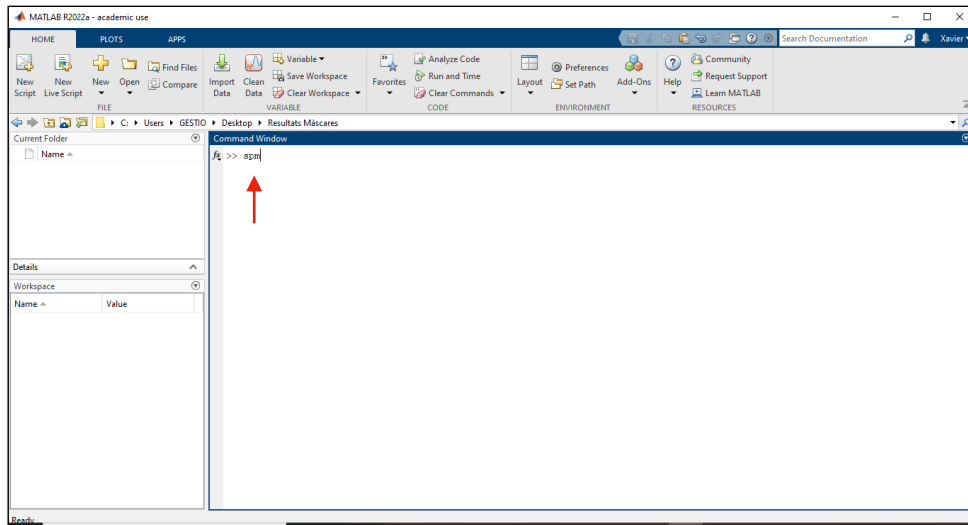 MATLAB R2022a - academic use
HOME PLOTS APPS
Search Documentation
Xavier
New Script
New Live Script
New
Open
Find Files
Compare
Import Data
Clean Data
Variable
Save Workspace
Clear Workspace
Favorites
Analyze Code
Run and Time
Clear Commands
Layout
Preferences
Set Path
Add-Ons
Help
Community
Request Support
Learn MATLAB
FILE VARIABLE CODE ENVIRONMENT RESOURCES
C: Users GESTIO Desktop Resultats Màscares
Current Folder
Name
Command Window
fx >> spm
Details
Workspace
Name Value
Ready